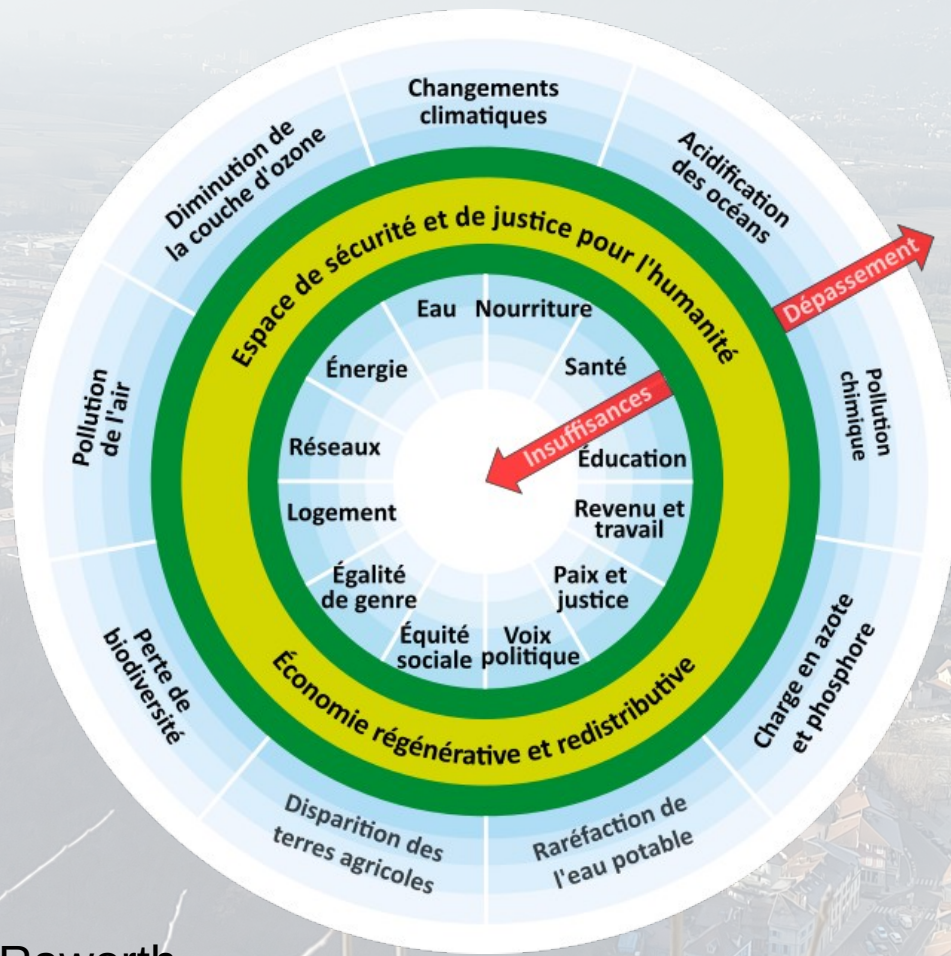 Changements
climatiques
Acidification
des océans
Dépassement
Pollution
chimique
Charge en azote
et phosphore
Raréfaction de
l'eau potable
Disparition des
terres agricoles
Perte de
biodiversité
Pollution
de l'air
Diminution de
la couche d'ozone
Espace de sécurité et de justice pour l'humanité
Économie régénérative et redistributive
Eau
Nourriture
Santé
Insuffisances
Éducation
Revenu et
travail
Paix et
justice
Voix
politique
Équité
sociale
Égalité
de genre
Logement
Réseaux
Énergie